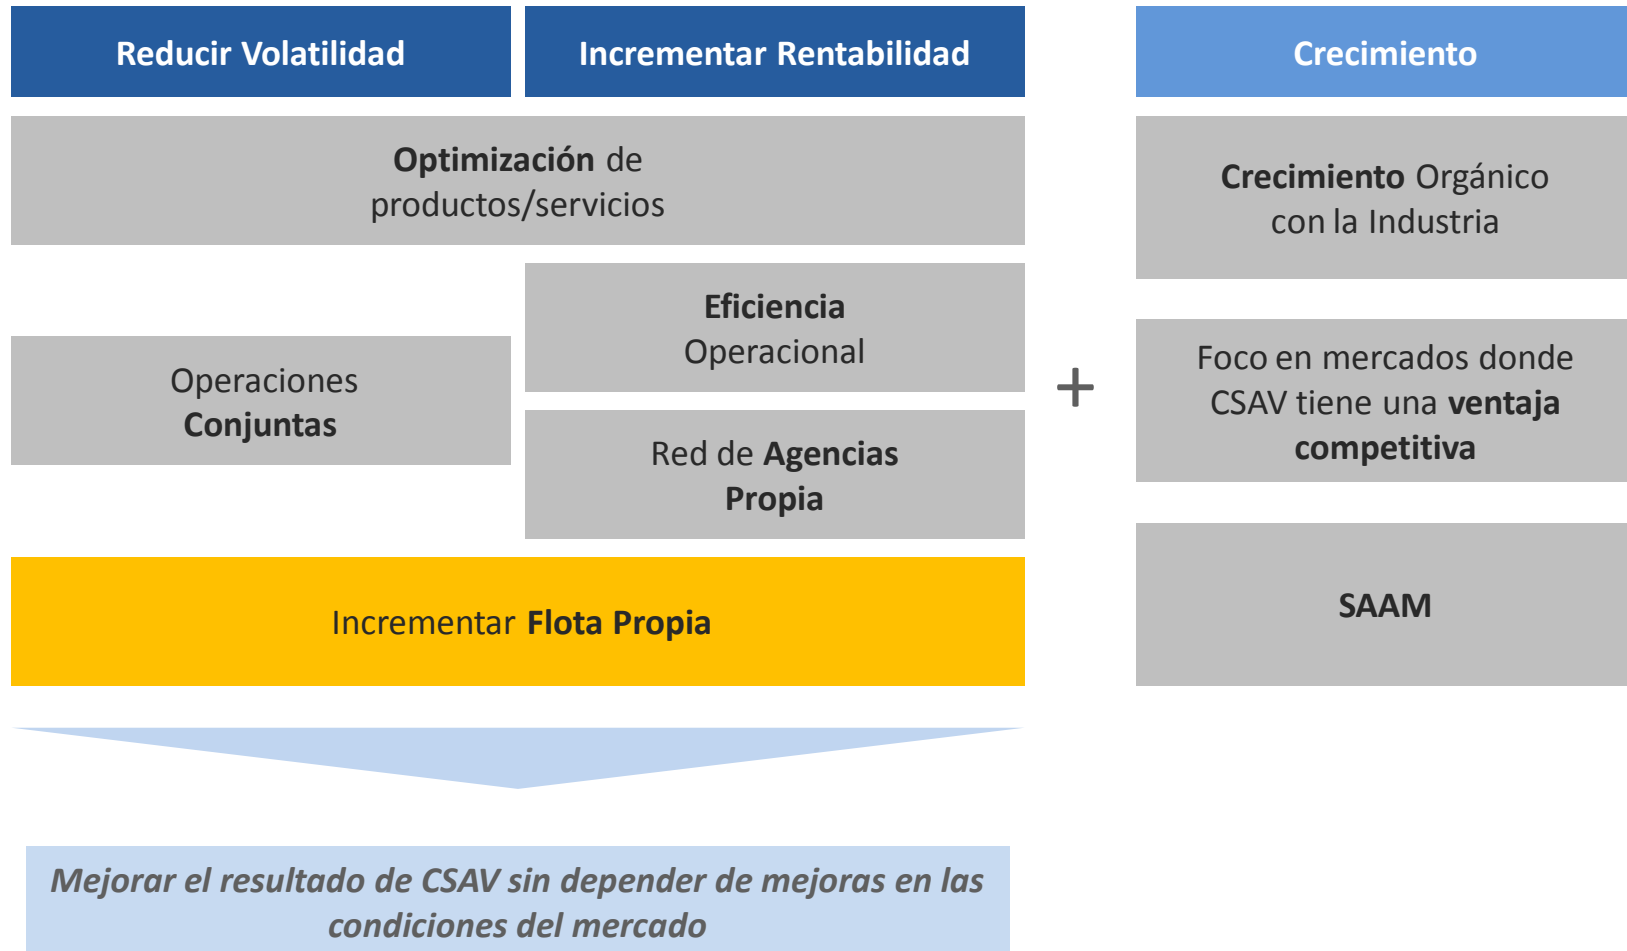 Reducir Volatilidad
Incrementar Rentabilidad
Crecimiento
Optimización de
productos/servicios
Operaciones
Conjuntas
Eficiencia
Operacional
Red de Agencias
Propia
Incrementar Flota Propia
+
Crecimiento Orgánico
con la Industria
Foco en mercados donde
CSAV tiene una ventaja
competitiva
SAAM
Mejorar el resultado de CSAV sin depender de mejoras en las
condiciones del mercado